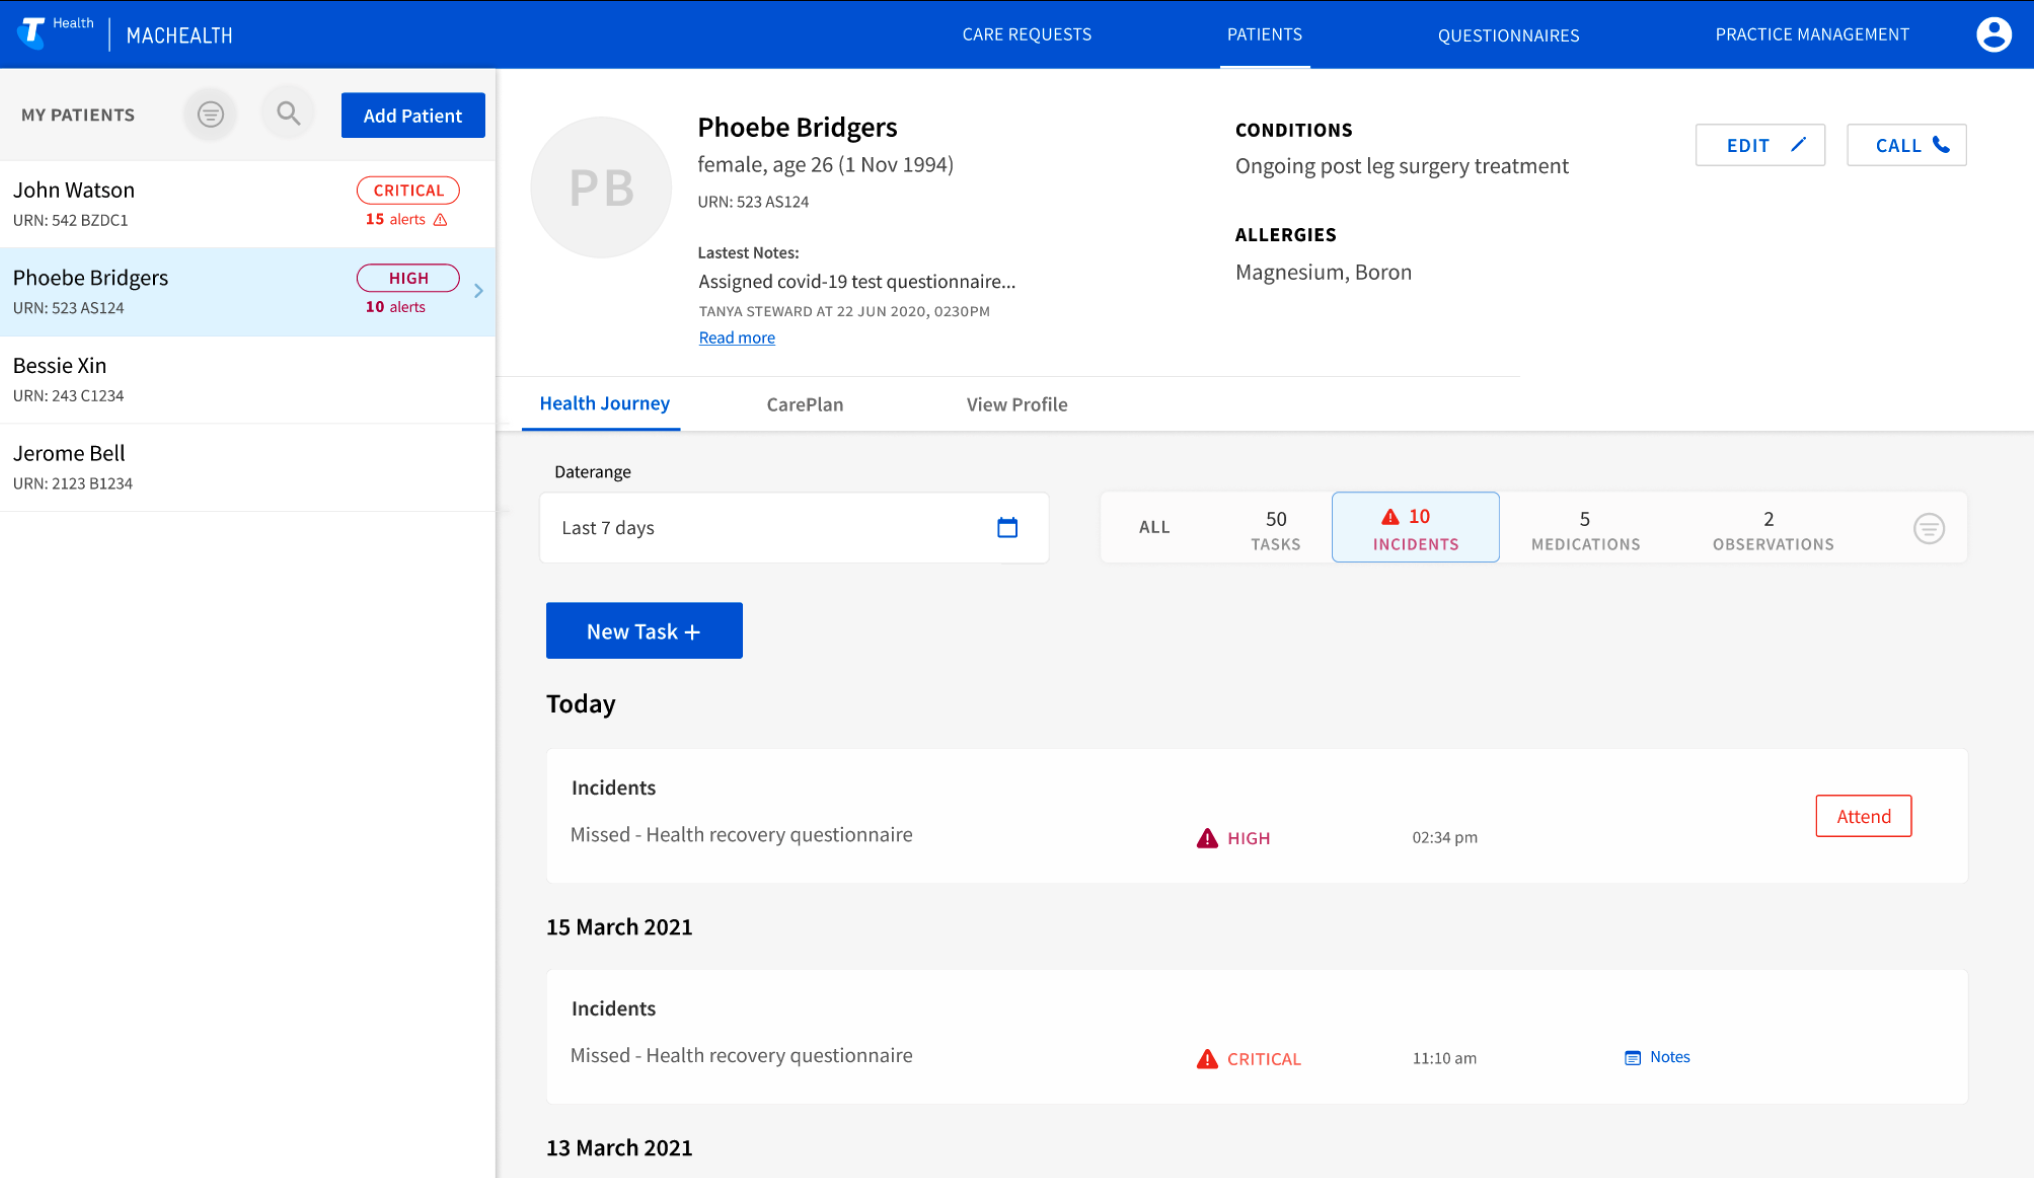 Health
MACHEALTH
CARE REQUESTS
PATIENTS
QUESTIONNAIRES
PRACTICE MANAGEMENT
MY PATIENTS
Add Patient
John Watson
CRITICAL
URN: 542 BZDC1
15 alerts
Phoebe Bridgers
HIGH
URN: 523 AS124
10 alerts
Bessie Xin
URN: 243 C1234
Jerome Bell
URN: 2123 B1234
PB
Phoebe Bridgers
female, age 26 (1 Nov 1994)
URN: 523 AS124
Lastest Notes:
Assigned covid-19 test questionnaire...
TANYA STEWARD AT 22 JUN 2020, 0230PM
Read more
CONDITIONS
Ongoing post leg surgery treatment
ALLERGIES
Magnesium, Boron
EDIT
CALL
Health Journey
CarePlan
View Profile
Daterange
Last 7 days
ALL
50
TASKS
10
INCIDENTS
5
MEDICATIONS
2
OBSERVATIONS
New Task +
Today
Incidents
Missed - Health recovery questionnaire
HIGH
02:34 pm
Attend
15 March 2021
Incidents
Missed - Health recovery questionnaire
CRITICAL
11:10 am
Notes
13 March 2021